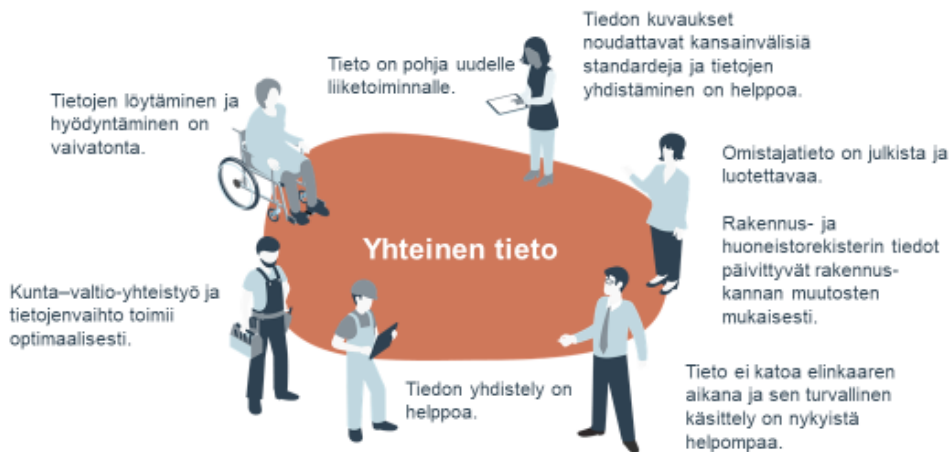 Tiedon kuvaukset
noudattavat kansainvälisiä
standardeja ja tietojen
yhdistäminen on helppoa.
Tieto on pohja uudelle
liiketoiminnalle.
Tietojen löytäminen ja
hyödyntäminen on
vaivatonta.
Omistajatieto on julkista ja
luotettavaa.
Yhteinen tieto
Rakennus- ja
huoneistorekisterin tiedot
päivittyvät rakennus-
kannan muutosten
mukaisesti.
Kunta–valtio-yhteistyö ja
tietojenvaihto toimii
optimaalisesti.
Tiedon yhdistely on
helppoa.
Tieto ei katoa elinkaaren
aikana ja sen turvallinen
käsittely on nykyistä
helpompaa.